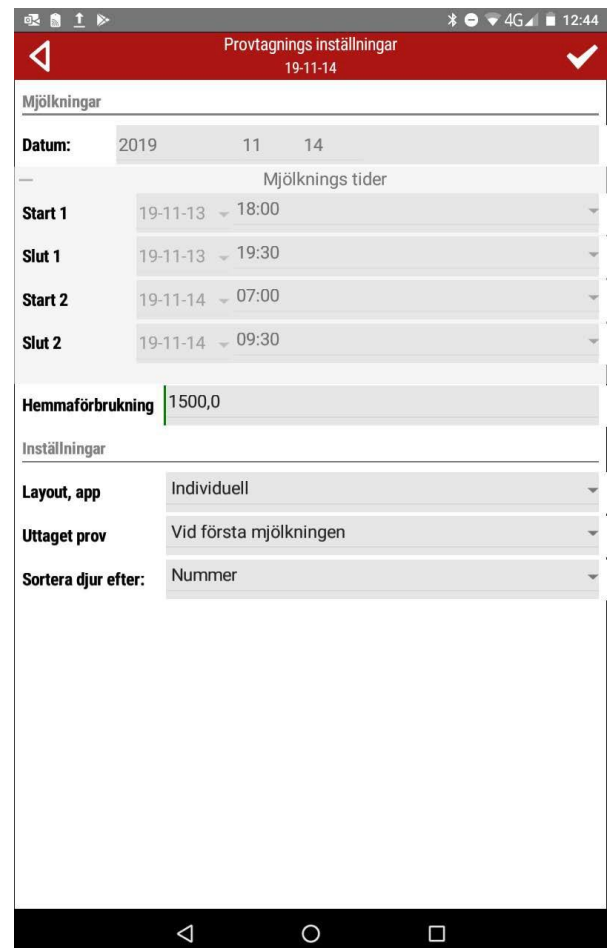 4G 12:44
Provtagnings inställningar
19-11-14
Mjölkningar
Datum: 2019 11 14
Mjölknings tider
Start 1 19-11-13 18:00
Slut 1 19-11-13 19:30
Start 2 19-11-14 07:00
Slut 2 19-11-14 09:30
Hemmaförbrukning 1500,0
Inställningar
Layout, app Individuell
Uttaget prov Vid första mjölkningen
Sortera djur efter: Nummer